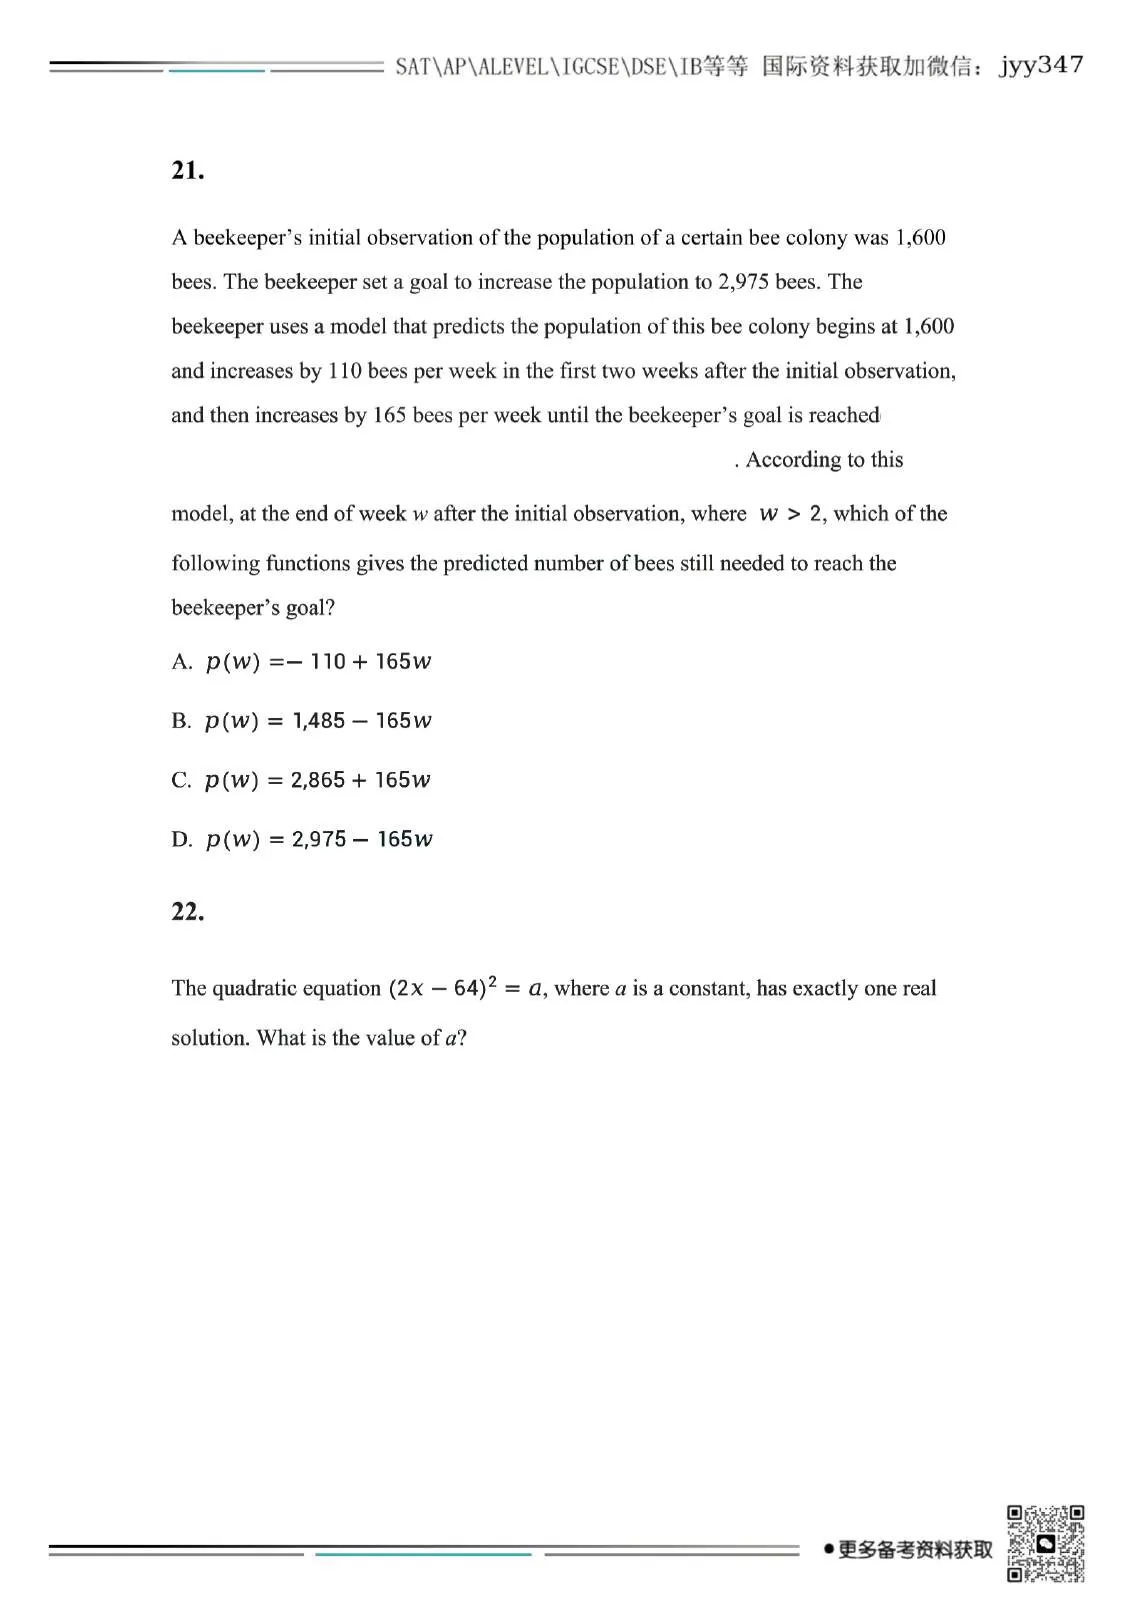 SAT\AP\ALEVEL\IGCSE\DSE\IB等等 国际资料获取加微信：jyy347
21.
A beekeeper's initial observation of the population of a certain bee colony was 1,600
bees. The beekeeper set a goal to increase the population to 2,975 bees. The
beekeeper uses a model that predicts the population of this bee colony begins at 1,600
and increases by 110 bees per week in the first two weeks after the initial observation,
and then increases by 165 bees per week until the beekeeper's goal is reached
. According to this
model, at the end of week w after the initial observation, where w > 2, which of the
following functions gives the predicted number of bees still needed to reach the
beekeeper's goal?
A. p(w) =− 110 + 165w
B. p(w) = 1,485 − 165w
C. p(w) = 2,865 + 165w
D. p(w) = 2,975 − 165w
22.
The quadratic equation (2x − 64)² = a, where a is a constant, has exactly one real
solution. What is the value of a?
●更多备考资料获取